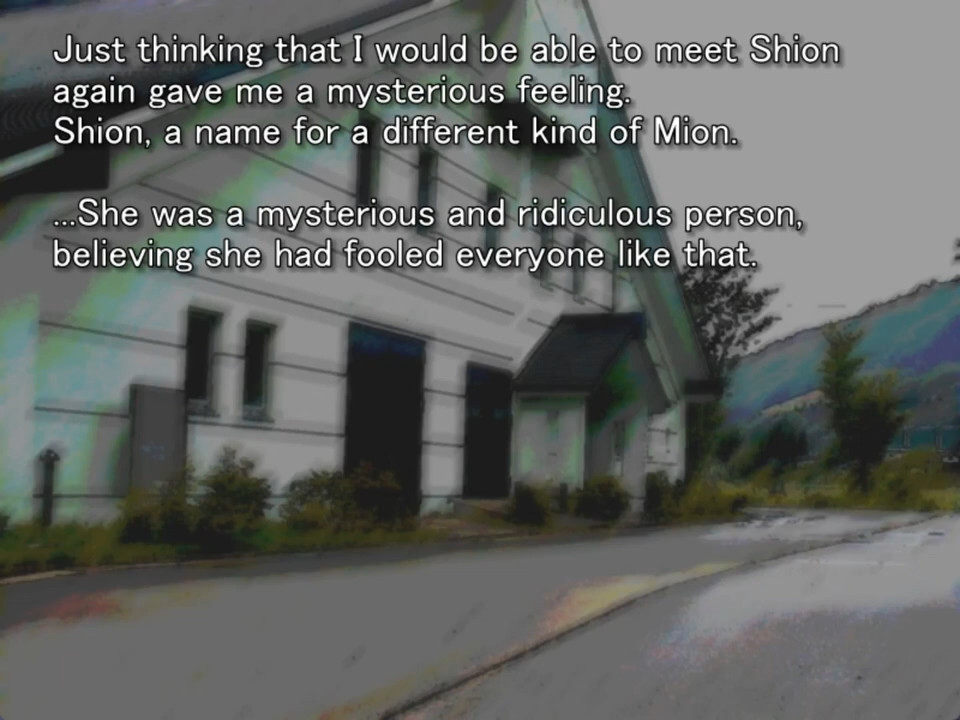 Just thinking that I would be able to meet Shion
again gave me a mysterious feeling.
Shion, a name for a different kind of Mion.
...She was a mysterious and ridiculous person,
believing she had fooled everyone like that.